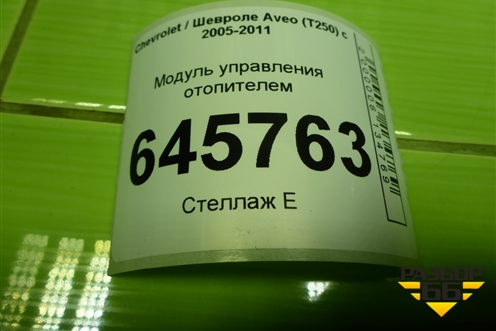 Chevrolet / Шевроле Aveo (T250) с
2005-2011
Модуль управления
отопителем
645763
Стеллаж E
РАЗБОР
66